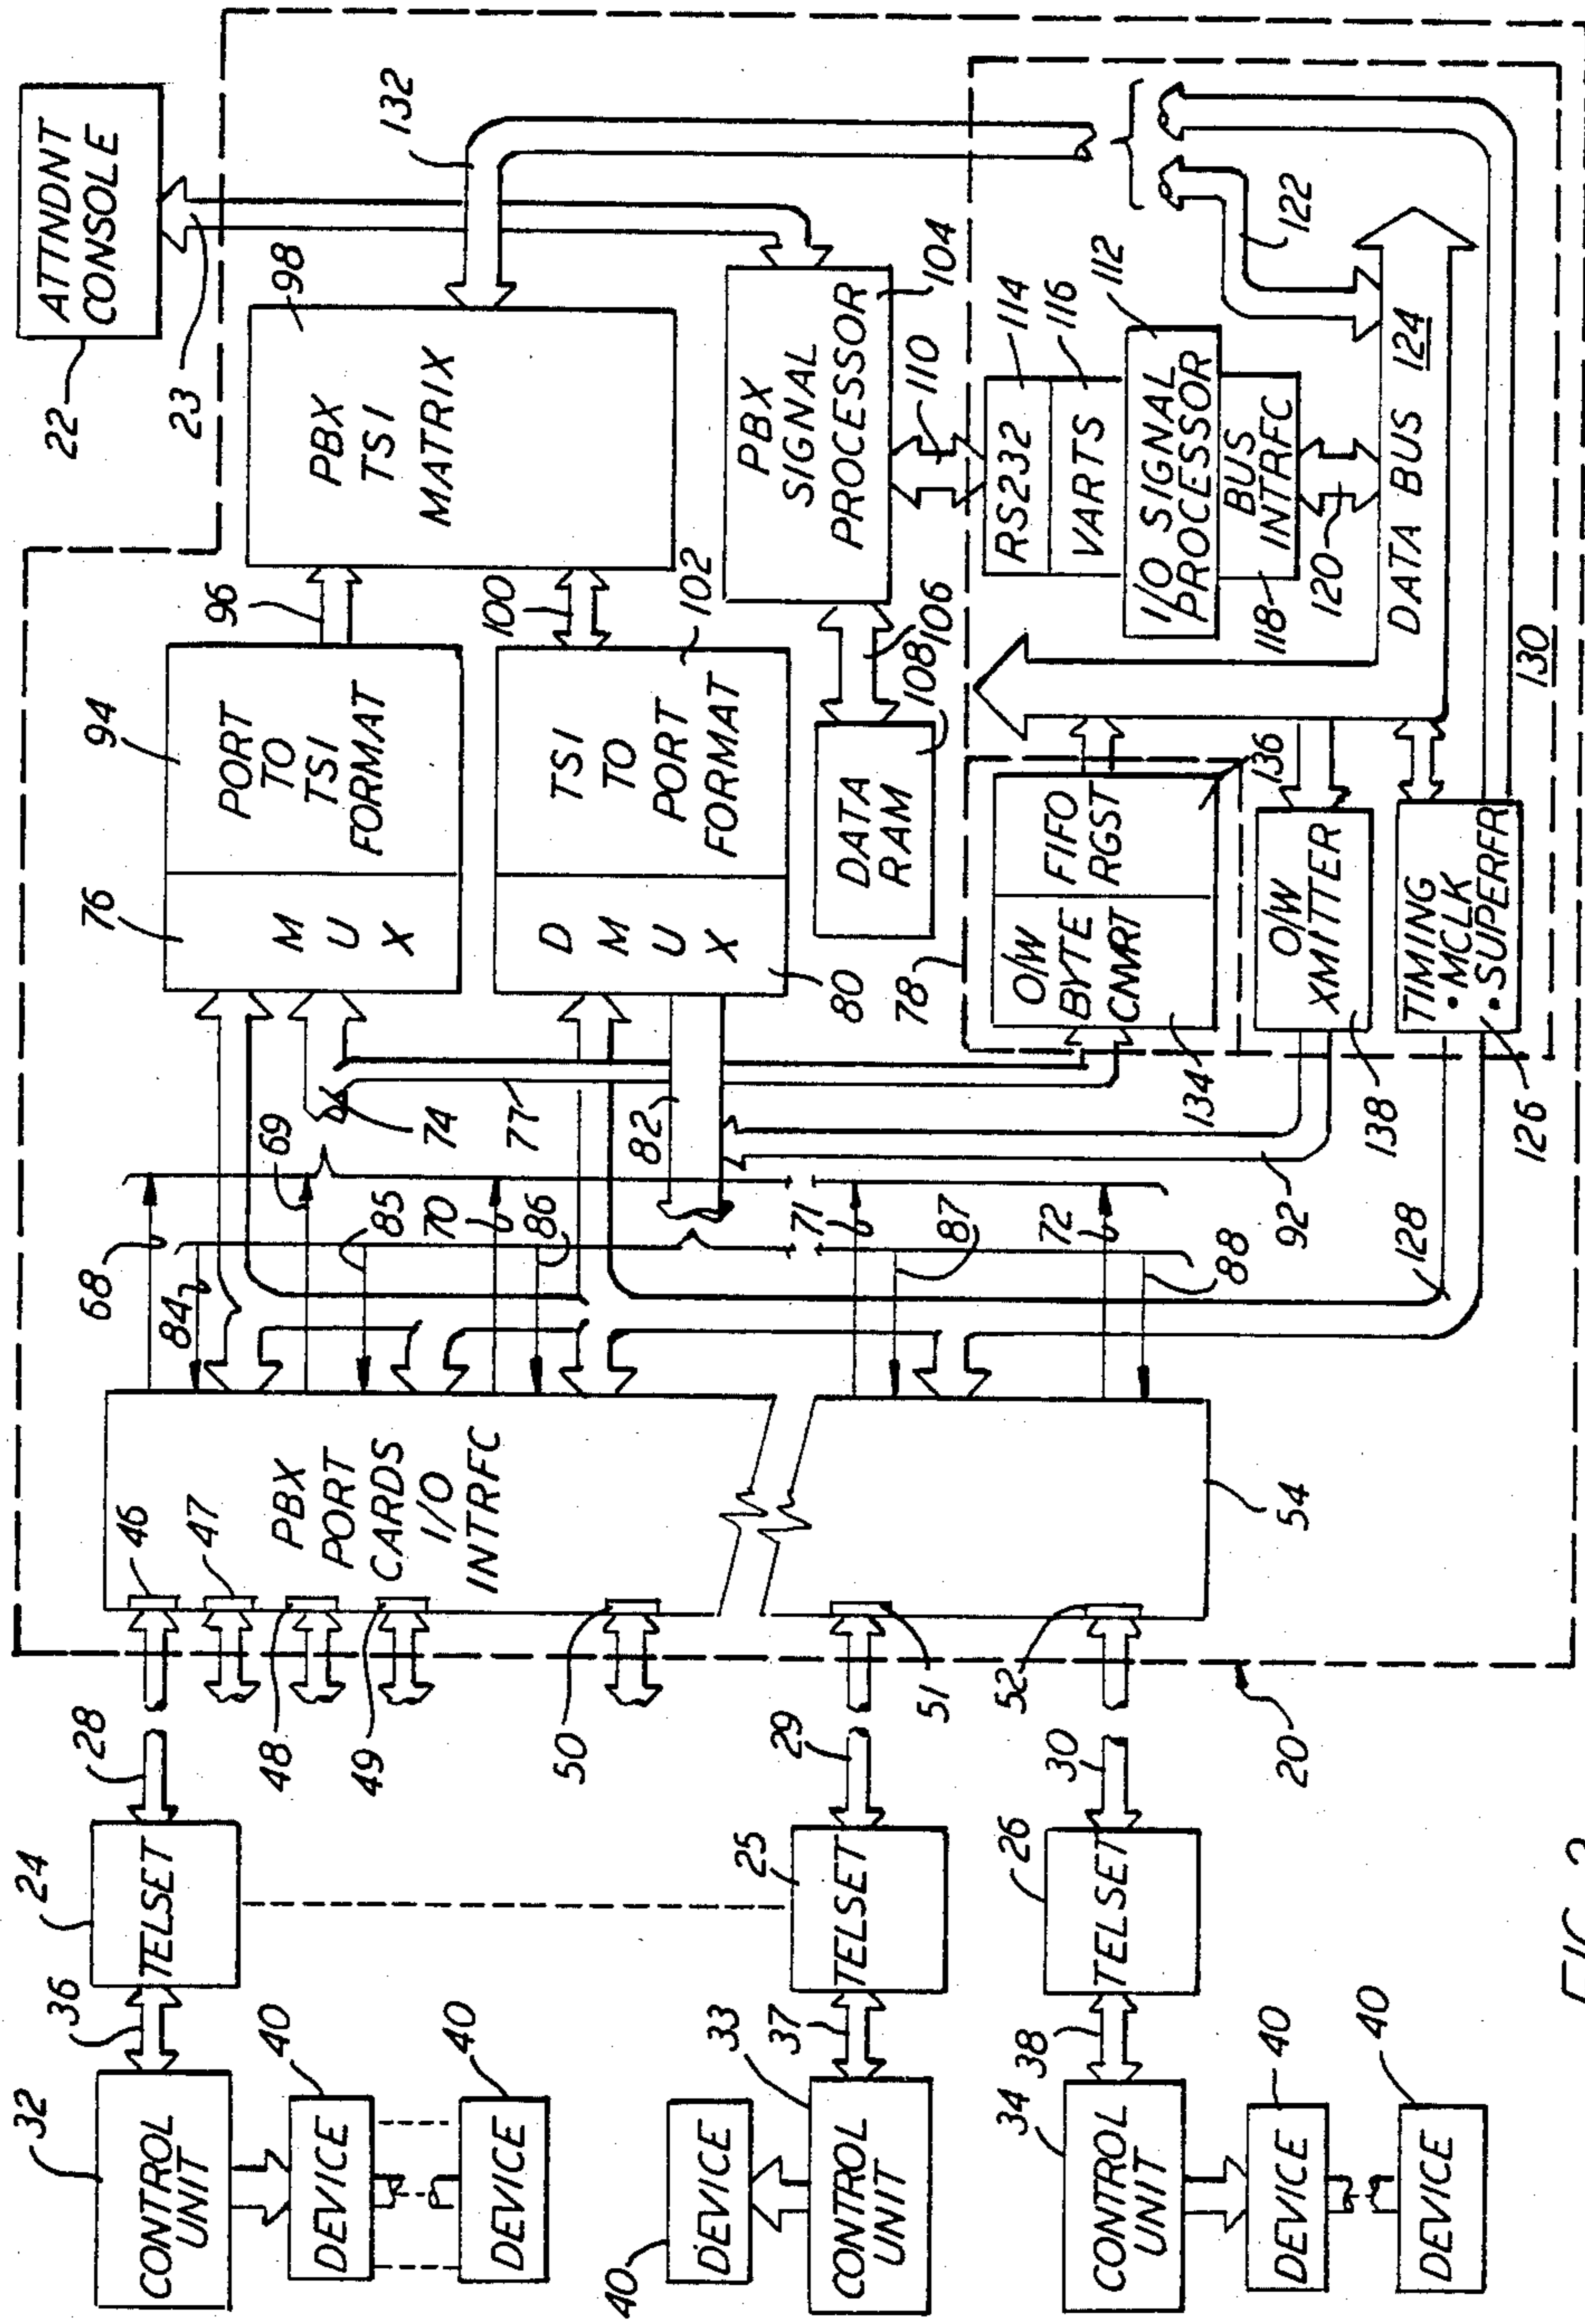 ATTNDNT
CONSOLE
22
23
132
98
PBX
TSI
MATRIX
96
100
94
PORT
TO
TSI
FORMAT
76
M
U
X
102
TSI
TO
PORT
FORMAT
D
M
U
X
80
82
PBX
SIGNAL
PROCESSOR
104
106
108
DATA
RAM
110
114
RS232
116
VARTS
112
I/O SIGNAL
PROCESSOR
BUS
INTRFC
118
120
122
DATA BUS 124
130
78
O/W
BYTE
CNVRT
FIFO
RGST
134
136
O/W
XMITTER
138
TIMING
• MCLK
• SUPERFR
126
128
92
77
74
68
69
70
71
72
84
85
86
87
88
PBX
PORT
CARDS
I/O
INTRFC
54
46
47
48
49
50
51
52
20
28
29
30
24
TELSET
25
TELSET
26
TELSET
36
37
38
32
CONTROL
UNIT
40
DEVICE
40
DEVICE
33
CONTROL
UNIT
40
DEVICE
34
CONTROL
UNIT
40
DEVICE
40
DEVICE